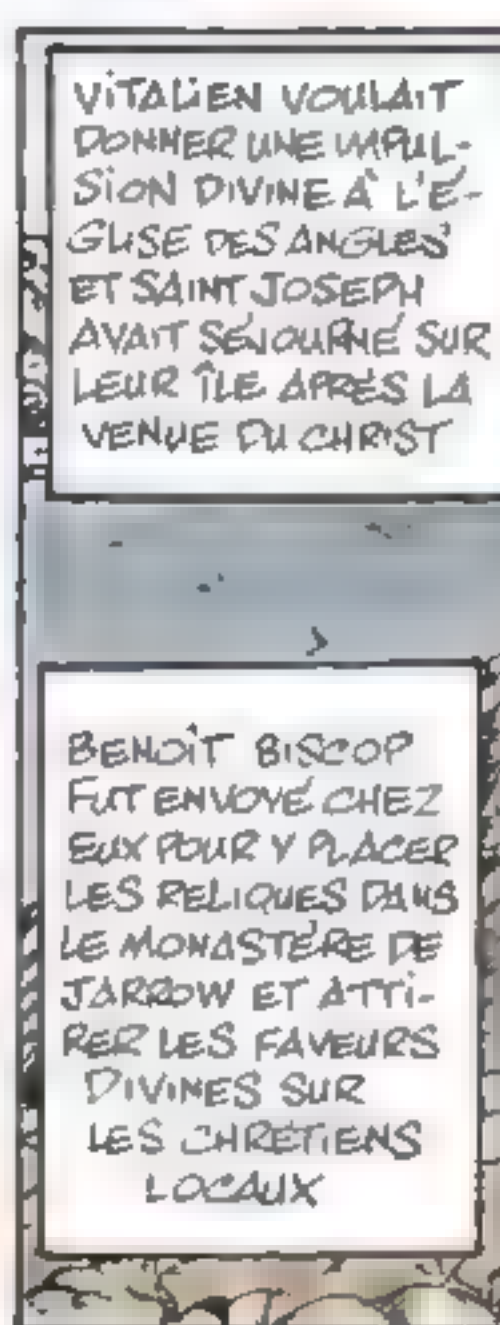 VITALIEN VOULAIT
DONNER UNE IMPUL-
SION DIVINE À L'É-
GLISE DES ANGLES
ET SAINT JOSEPH
AVAIT SÉJOURNÉ SUR
LEUR ÎLE APRÈS LA
VENUE DU CHRIST
BENOÎT BISCOP
FUT ENVOYÉ CHEZ
EUX POUR Y PLACER
LES RELIQUES DANS
LE MONASTÈRE DE
JARROW ET ATTI-
RER LES FAVEURS
DIVINES SUR
LES CHRÉTIENS
LOCAUX